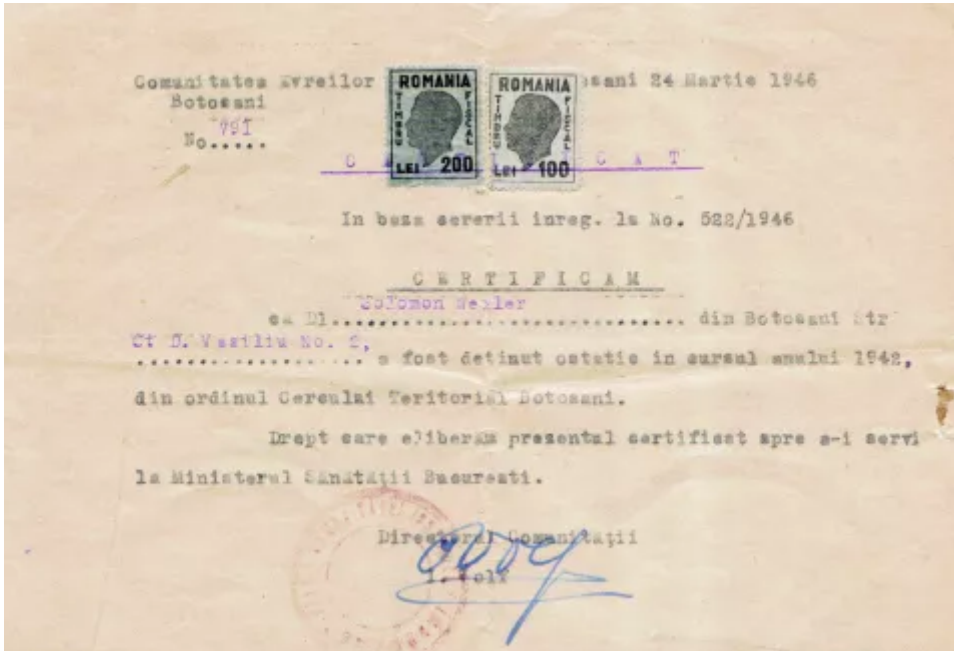 Comunitatea Evreilor
Botosani 24 Martie 1946
Botosani
No 791
ROMANIA
TIMBRU FISCAL
LEI 200
ROMANIA
TIMBRU FISCAL
LEI 100
In baza cererii inreg. la No. 522/1946
CERTIFICAM
Solomon
ca Dl................................ din Botosani Str
Ct D. Vasiliu No. 2,
.................. a fost detinut ostatic in cursul anului 1942,
din ordinul Cercului Teritorial Botosani.
Drept care eliberam prezentul certificat spre a-i servi
la Ministerul Sănătății Bucuresti.
Directorul Comunitații